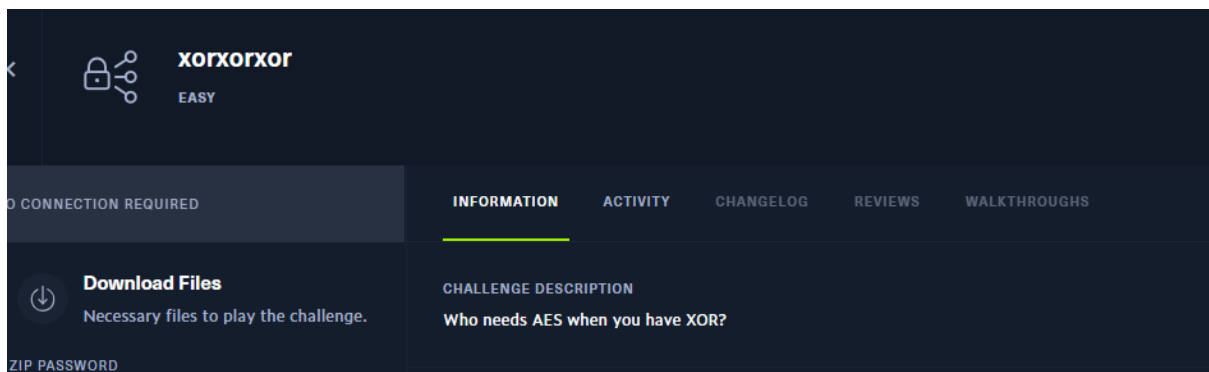 xorxorxor
EASY
O CONNECTION REQUIRED
INFORMATION ACTIVITY CHANGELOG REVIEWS WALKTHROUGHS
Download Files
Necessary files to play the challenge.
CHALLENGE DESCRIPTION
Who needs AES when you have XOR?
ZIP PASSWORD